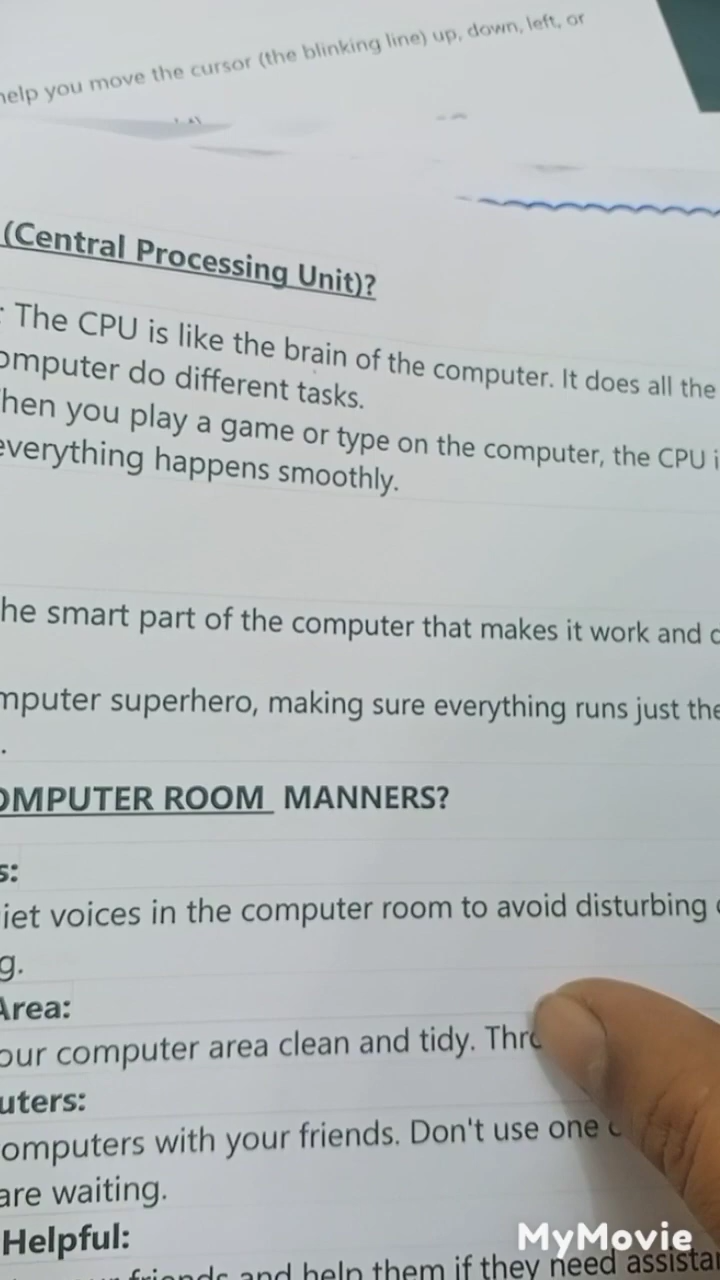 help you move the cursor (the blinking line) up, down, left, or
(Central Processing Unit)?
: The CPU is like the brain of the computer. It does all the
omputer do different tasks.
hen you play a game or type on the computer, the CPU i
everything happens smoothly.
he smart part of the computer that makes it work and
mputer superhero, making sure everything runs just the
.
OMPUTER ROOM MANNERS?
s:
iet voices in the computer room to avoid disturbing
g.
Area:
our computer area clean and tidy. Thro
uters:
omputers with your friends. Don't use one
are waiting.
Helpful:
friends and help them if they need assistan
MyMovie